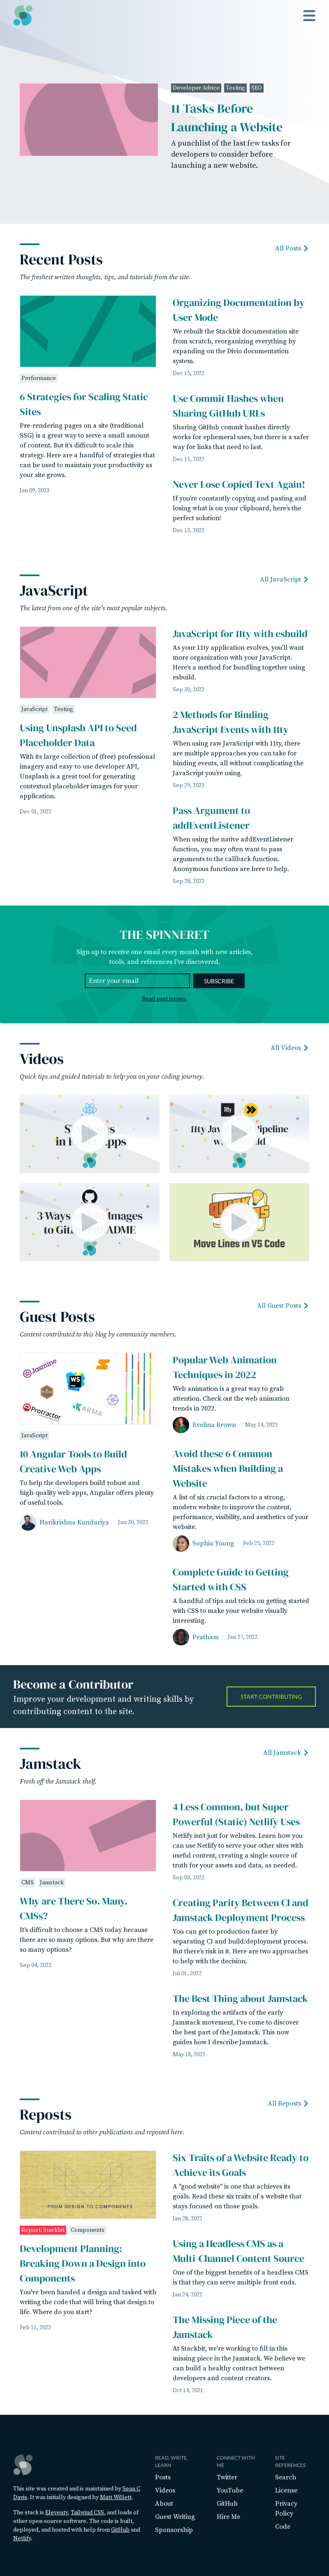 Developer Advice Testing SEO
11 Tasks Before
Launching a Website
A punchlist of the last few tasks for
developers to consider before
launching a new website.
Recent Posts
All Posts
The freshest written thoughts, tips, and tutorials from the site.
Performance
6 Strategies for Scaling Static
Sites
Pre-rendering pages on a site (traditional
SSG) is a great way to serve a small amount
of content. But it's difficult to scale this
strategy. Here are a handful of strategies that
can be used to maintain your productivity as
your site grows.
Jan 09, 2023
Organizing Documentation by
User Mode
We rebuilt the Stackbit documentation site
from scratch, reorganizing everything by
expanding on the Divio documentation
system.
Dec 15, 2022
Use Commit Hashes when
Sharing GitHub URLs
Sharing GitHub commit hashes directly
works for ephemeral uses, but there is a safer
way for links that need to last.
Dec 15, 2022
Never Lose Copied Text Again!
If you're constantly copying and pasting and
losing what is on your clipboard, here's the
perfect solution!
Dec 13, 2022
JavaScript
All JavaScript
The latest from one of the site's most popular subjects.
JavaScript Testing
Using Unsplash API to Seed
Placeholder Data
With its large collection of (free) professional
imagery and easy-to-use developer API,
Unsplash is a great tool for generating
contextual placeholder images for your
application.
Dec 01, 2022
JavaScript for 11ty with esbuild
As your 11ty application evolves, you'll want
more organization with your JavaScript.
Here's a method for bundling together using
esbuild.
Sep 30, 2022
2 Methods for Binding
JavaScript Events with 11ty
When using raw JavaScript with 11ty, there
are multiple approaches you can take for
binding events, all without complicating the
JavaScript you're using.
Sep 29, 2022
Pass Argument to
addEventListener
When using the native addEventListener
function, you may often want to pass
arguments to the callback function.
Anonymous functions are here to help.
Sep 28, 2022
THE SPINNERET
Sign up to receive one email every month with new articles,
tools, and references I've discovered.
Enter your email
SUBSCRIBE
Read past issues.
Videos
All Videos
Quick tips and guided tutorials to help you on your coding journey.
11ty
Move Lines in VS Code
Guest Posts
All Guest Posts
Content contributed to this blog by community members.
Jasmine
WS
KARMA
Protractor
JavaScript
10 Angular Tools to Build
Creative Web Apps
To help the developers build robust and
high-quality web apps, Angular offers plenty
of useful tools.
Harikrishna Kundariya Jun 30, 2022
Popular Web Animation
Techniques in 2022
Web animation is a great way to grab
attention. Check out the web animation
trends in 2022.
Evelina Brown May 14, 2022
Avoid these 6 Common
Mistakes when Building a
Website
A list of six crucial factors to a strong,
modern website to improve the content,
performance, visibility, and aesthetics of your
website.
Sophia Young Feb 25, 2022
Complete Guide to Getting
Started with CSS
A handful of tips and tricks on getting started
with CSS to make your website visually
interesting.
Pratham Jan 27, 2022
Become a Contributor
Improve your development and writing skills by
contributing content to the site.
START CONTRIBUTING
Jamstack
All Jamstack
Fresh off the Jamstack shelf.
CMS Jamstack
Why are There So. Many.
CMSs?
It's difficult to choose a CMS today because
there are so many options. But why are there
so many options?
Sep 04, 2022
4 Less Common, but Super
Powerful (Static) Netlify Uses
Netlify isn't just for websites. Learn how you
can use Netlify to serve your other sites with
useful content, creating a single source of
truth for your assets and data, as needed.
Sep 03, 2022
Creating Parity Between CI and
Jamstack Deployment Process
You can get to production faster by
separating CI and build/deployment process.
But there's risk in it. Here are two approaches
to help with the decision.
Jul 01, 2022
The Best Thing about Jamstack
In exploring the artifacts of the early
Jamstack movement, I've come to discover
the best part of the Jamstack. This now
guides how I describe Jamstack.
May 18, 2022
Reposts
All Reposts
Content contributed to other publications and reposted here.
FROM DESIGN TO COMPONENTS
Repost: Stackbit Components
Development Planning:
Breaking Down a Design into
Components
You've been handed a design and tasked with
writing the code that will bring that design to
life. Where do you start?
Feb 11, 2022
Six Traits of a Website Ready to
Achieve its Goals
A "good website" is one that achieves its
goals. Read these six traits of a website that
stays focused on those goals.
Jan 28, 2022
Using a Headless CMS as a
Multi-Channel Content Source
One of the biggest benefits of a headless CMS
is that they can serve multiple front ends.
Jan 24, 2022
The Missing Piece of the
Jamstack
At Stackbit, we're working to fill in this
missing piece in the Jamstack. We believe we
can build a healthy contract between
developers and content creators.
Oct 14, 2021
This site was created and is maintained by Sean C
Davis. It was initially designed by Matt Willett.
The stack is Eleventy, Tailwind CSS, and loads of
other open-source software. The code is built,
deployed, and hosted with help from GitHub and
Netlify.
READ, WRITE,
LEARN
Posts
Videos
About
Guest Writing
Sponsorship
CONNECT WITH
ME
Twitter
YouTube
GitHub
Hire Me
SITE
REFERENCES
Search
License
Privacy
Policy
Code